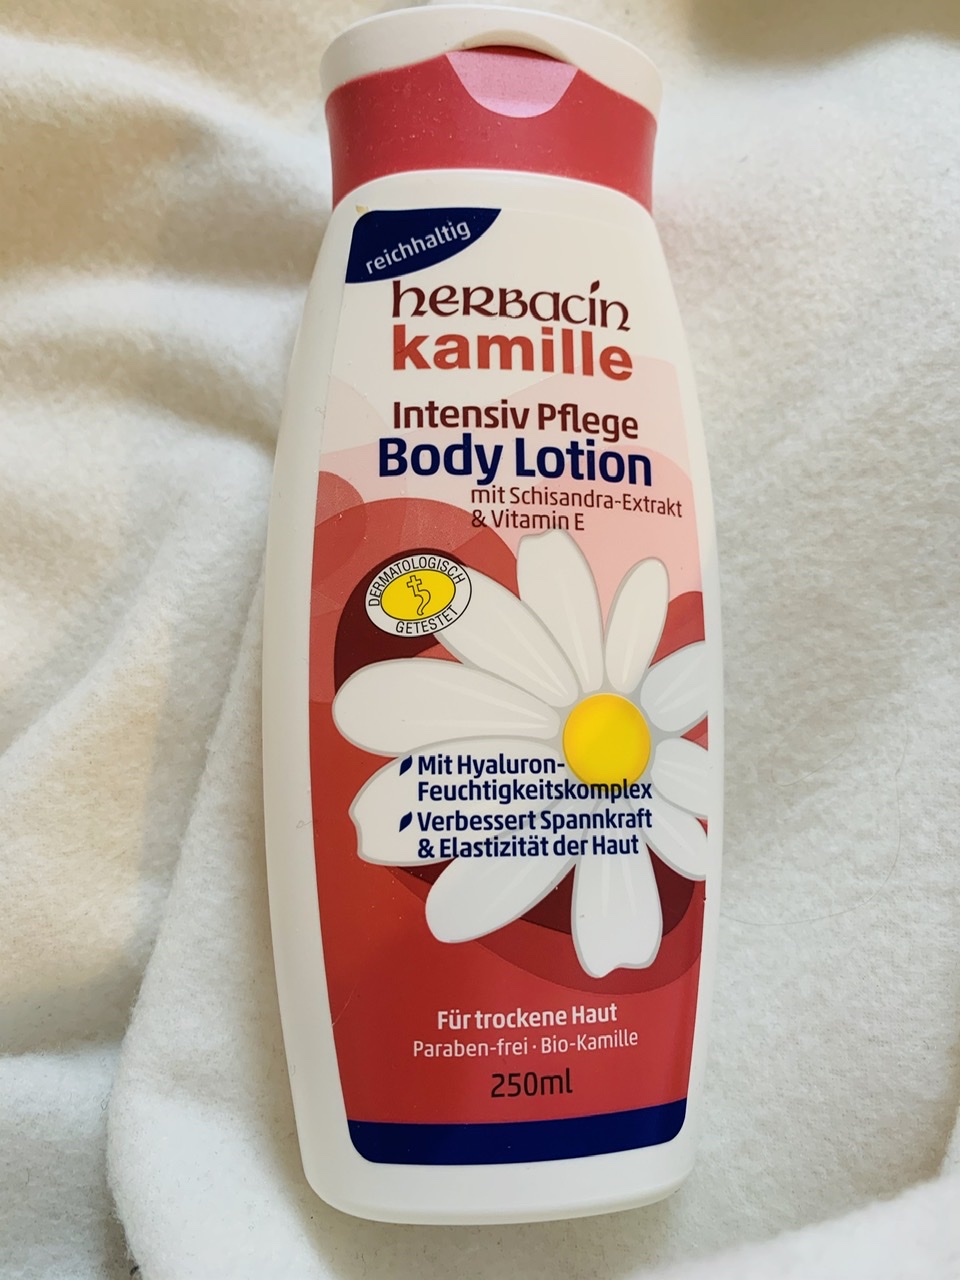 reichhaltig
herbacin
kamille
Intensiv Pflege
Body Lotion
mit Schisandra-Extrakt
& Vitamin E
DERMATOLOGISCH
GETESTET
Mit Hyaluron-
Feuchtigkeitskomplex
Verbessert Spannkraft
& Elastizität der Haut
Für trockene Haut
Paraben-frei · Bio-Kamille
250ml